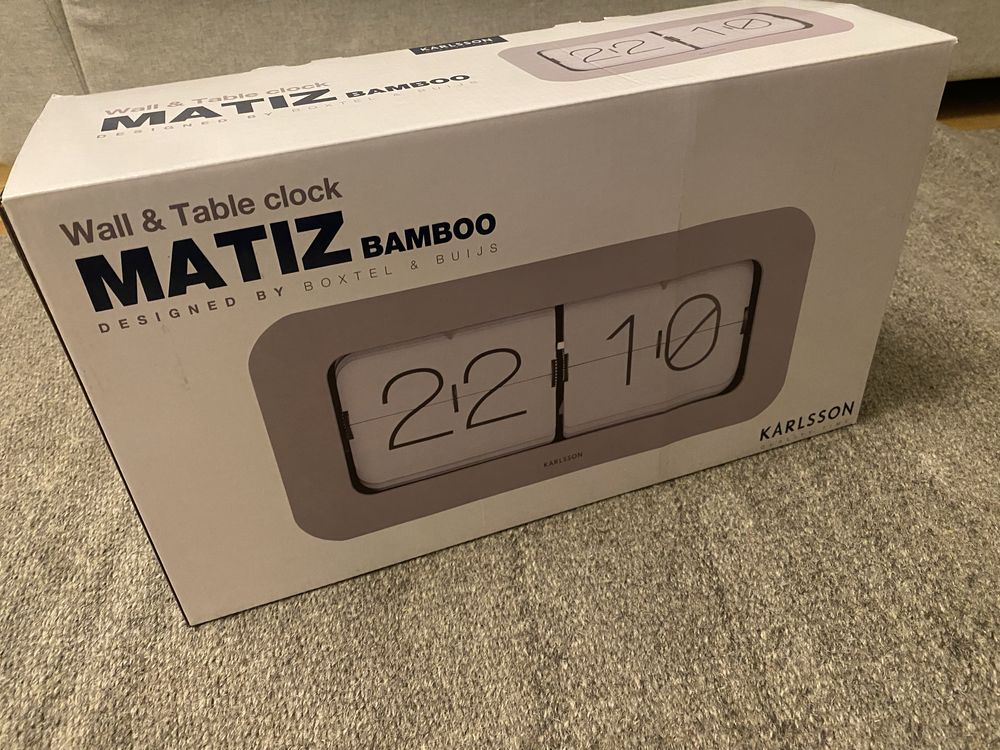 KARLSSON
22 10
Wall & Table clock
MATIZ BAMBOO
DESIGNED BY BOXTEL & BUIJS
Wall & Table clock
MATIZ BAMBOO
DESIGNED BY BOXTEL & BUIJS
22 10
KARLSSON
KARLSSON